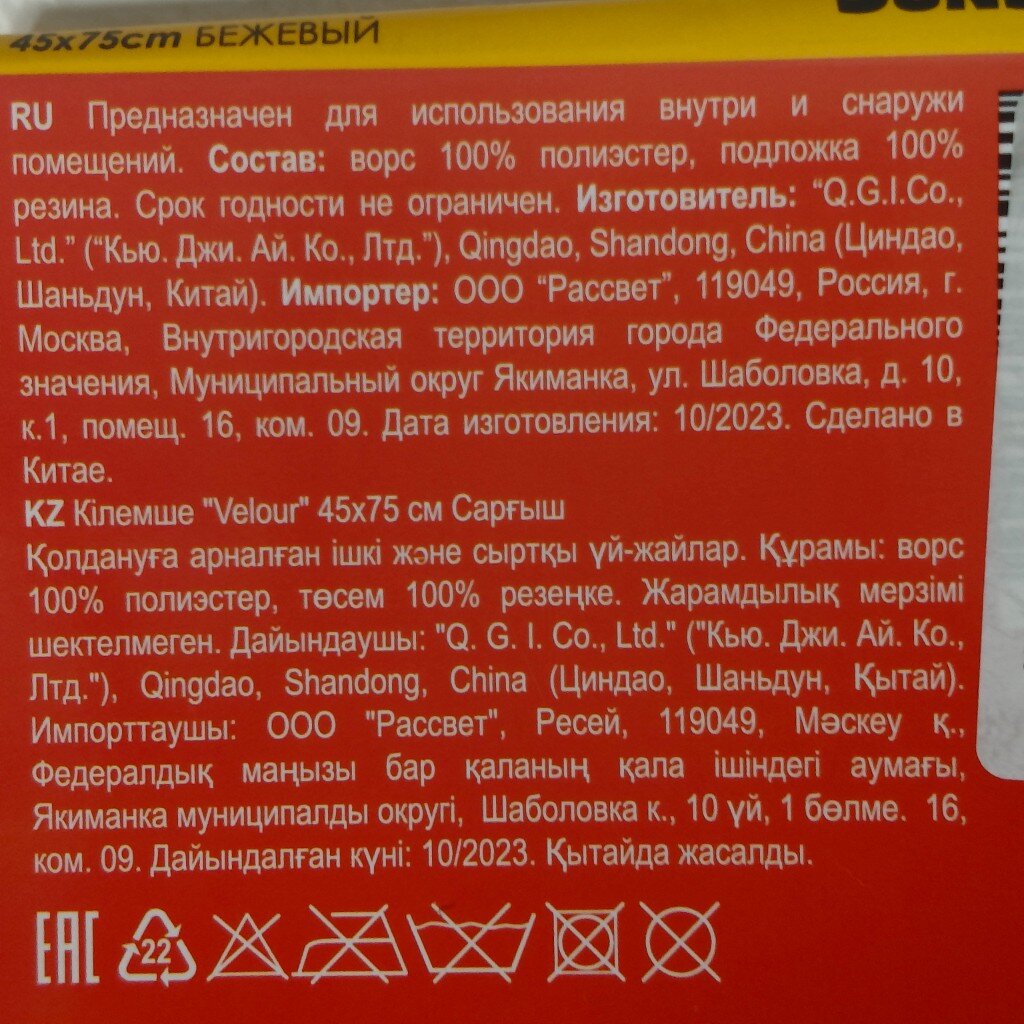 45x75cm БЕЖЕВЫЙ
RU Предназначен для использования внутри и снаружи
помещений. Состав: ворс 100% полиэстер, подложка 100%
резина. Срок годности не ограничен. Изготовитель: “Q.G.I.Co.,
Ltd.” (“Кью. Джи. Ай. Ко., Лтд.”), Qingdao, Shandong, China (Циндао,
Шаньдун, Китай). Импортер: ООО “Рассвет”, 119049, Россия, г.
Москва, Внутригородская территория города Федерального
значения, Муниципальный округ Якиманка, ул. Шаболовка, д. 10,
к.1, помещ. 16, ком. 09. Дата изготовления: 10/2023. Сделано в
Китае.
KZ Кілемше "Velour" 45x75 см Сарғыш
Қолдануға арналған ішкі және сыртқы үй-жайлар. Құрамы: ворс
100% полиэстер, төсем 100% резеңке. Жарамдылық мерзімі
шектелмеген. Дайындаушы: "Q. G. I. Co., Ltd." ("Кью. Джи. Ай. Ко.,
Лтд."), Qingdao, Shandong, China (Циндао, Шаньдун, Қытай).
Импорттаушы: ООО "Рассвет", Ресей, 119049, Мәскеу қ.,
Федералдық маңызы бар қаланың қала ішіндегі аумағы,
Якиманка муниципалды округі, Шаболовка к., 10 үй, 1 бөлме. 16,
ком. 09. Дайындалған күні: 10/2023. Қытайда жасалды.
EAC 22